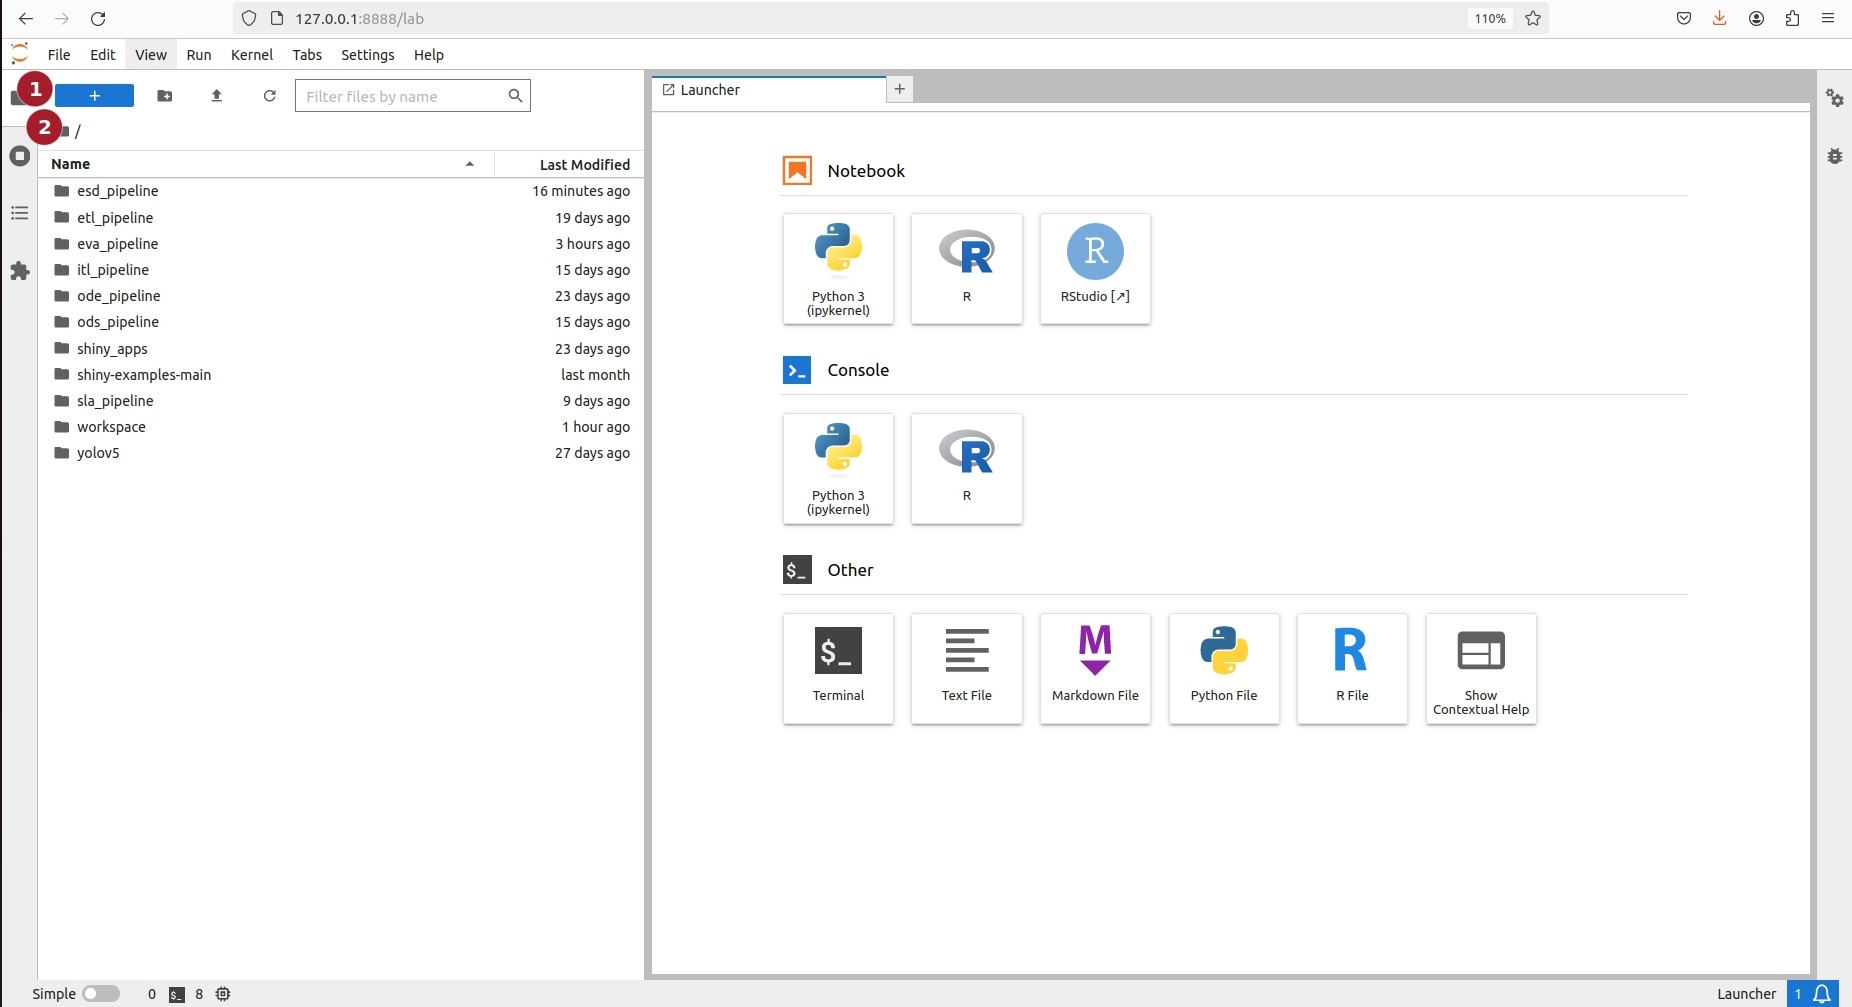 127.0.0.1:8888/lab
110%
File Edit View Run Kernel Tabs Settings Help
1
+
Filter files by name
2
/
Name Last Modified
esd_pipeline 16 minutes ago
etl_pipeline 19 days ago
eva_pipeline 3 hours ago
itl_pipeline 15 days ago
ode_pipeline 23 days ago
ods_pipeline 15 days ago
shiny_apps 23 days ago
shiny-examples-main last month
sla_pipeline 9 days ago
workspace 1 hour ago
yolov5 27 days ago
Launcher +
Notebook
Python 3
(ipykernel)
R
R
R
RStudio [↗]
>_ Console
Python 3
(ipykernel)
R
R
$_ Other
$_
Terminal
Text File
M
Markdown File
Python File
R
R File
Show
Contextual Help
Simple 0 $_ 8
Launcher 1